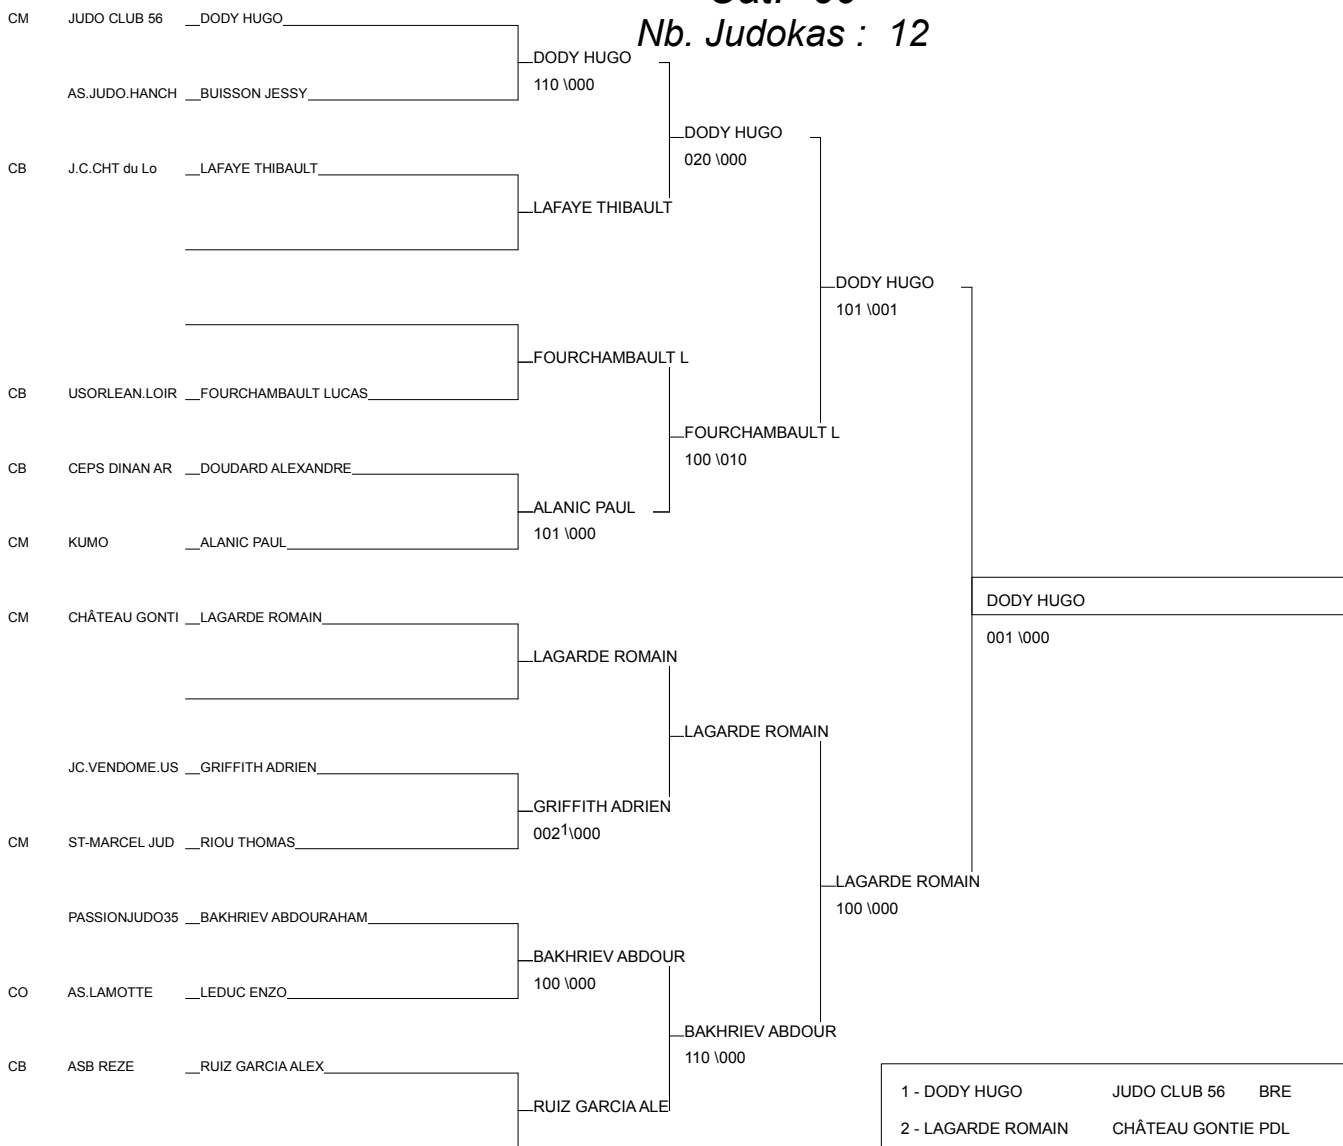 Nb. Judokas : 12
CM JUDO CLUB 56 DODY HUGO
DODY HUGO
110 \000
AS.JUDO.HANCH BUISSON JESSY
DODY HUGO
020 \000
CB J.C.CHT du Lo LAFAYE THIBAULT
LAFAYE THIBAULT
DODY HUGO
101 \001
FOURCHAMBAULT L
CB USORLEAN.LOIR FOURCHAMBAULT LUCAS
FOURCHAMBAULT L
100 \010
CB CEPS DINAN AR DOUDARD ALEXANDRE
ALANIC PAUL
101 \000
CM KUMO ALANIC PAUL
DODY HUGO
001 \000
CM CHÂTEAU GONTI LAGARDE ROMAIN
LAGARDE ROMAIN
LAGARDE ROMAIN
JC.VENDOME.US GRIFFITH ADRIEN
GRIFFITH ADRIEN
002¹\000
CM ST-MARCEL JUD RIOU THOMAS
LAGARDE ROMAIN
100 \000
PASSIONJUDO35 BAKHRIEV ABDOURAHAM
BAKHRIEV ABDOUR
100 \000
CO AS.LAMOTTE LEDUC ENZO
BAKHRIEV ABDOUR
110 \000
CB ASB REZE RUIZ GARCIA ALEX
RUIZ GARCIA ALE
1 - DODY HUGO JUDO CLUB 56 BRE
2 - LAGARDE ROMAIN CHÂTEAU GONTIE PDL